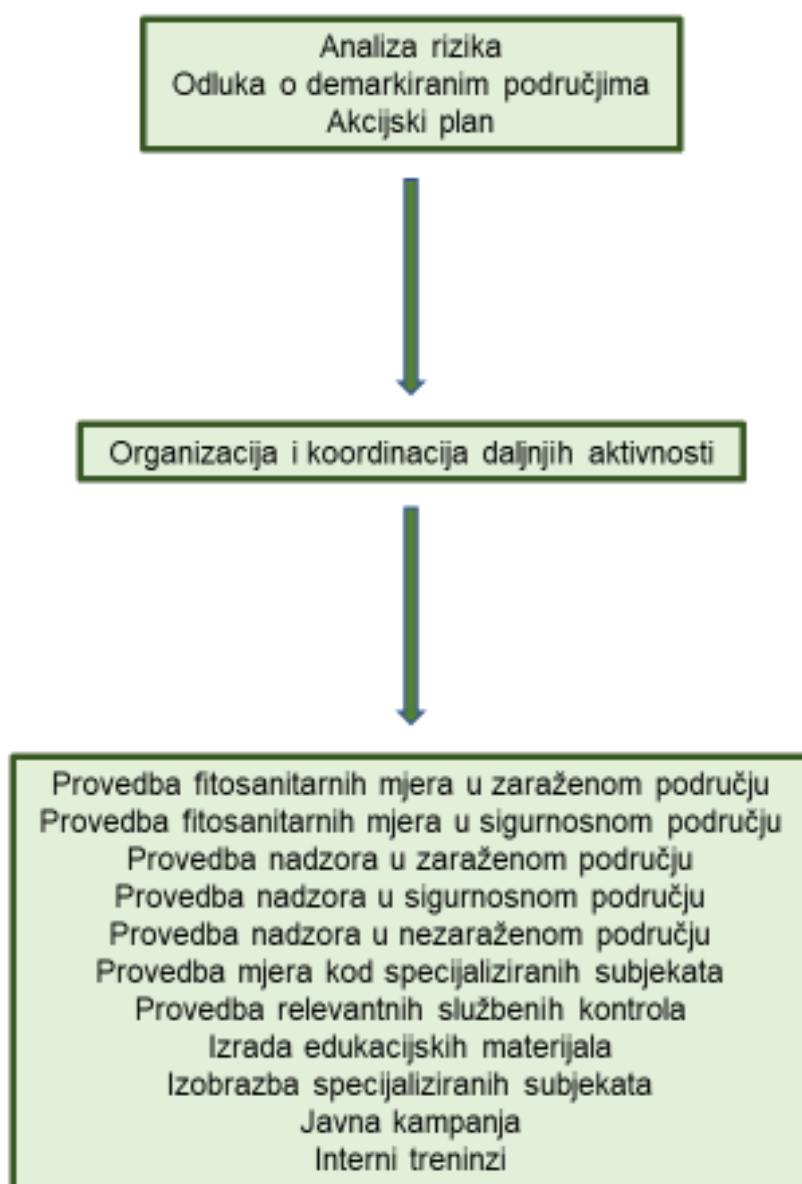 Analiza rizika
Odluka o demarkiranim područjima
Akcijski plan
Organizacija i koordinacija daljnjih aktivnosti
Provedba fitosanitarnih mjera u zaraženom području
Provedba fitosanitarnih mjera u sigurnosnom području
Provedba nadzora u zaraženom području
Provedba nadzora u sigurnosnom području
Provedba nadzora u nezaraženom području
Provedba mjera kod specijaliziranih subjekata
Provedba relevantnih službenih kontrola
Izrada edukacijskih materijala
Izobrazba specijaliziranih subjekata
Javna kampanja
Interni treninzi